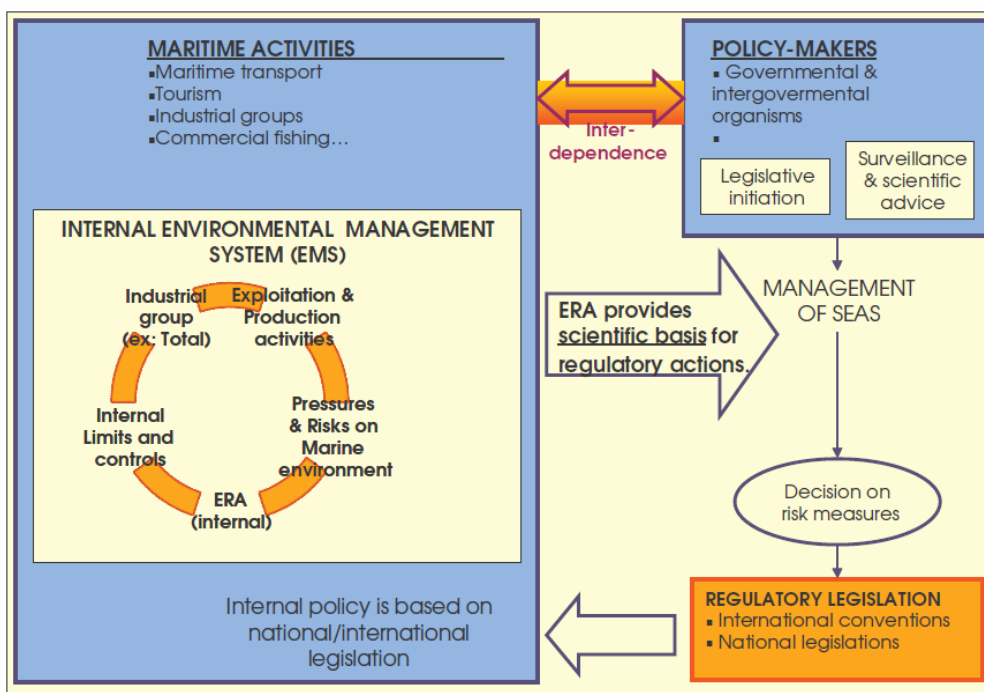 MARITIME ACTIVITIES
▪Maritime transport
▪Tourism
▪Industrial groups
▪Commercial fishing…
Inter-
dependence
POLICY-MAKERS
▪ Governmental &
intergovermental
organisms
▪
Legislative
initiation
Surveillance
& scientific
advice
INTERNAL ENVIRONMENTAL MANAGEMENT
SYSTEM (EMS)
Industrial
group
(ex: Total)
Exploitation &
Production
activities
Pressures
& Risks on
Marine
environment
ERA
(internal)
Internal
Limits and
controls
ERA provides
scientific basis for
regulatory actions.
MANAGEMENT
OF SEAS
Decision on
risk measures
REGULATORY LEGISLATION
▪ International conventions
▪ National legislations
Internal policy is based on
national/international
legislation